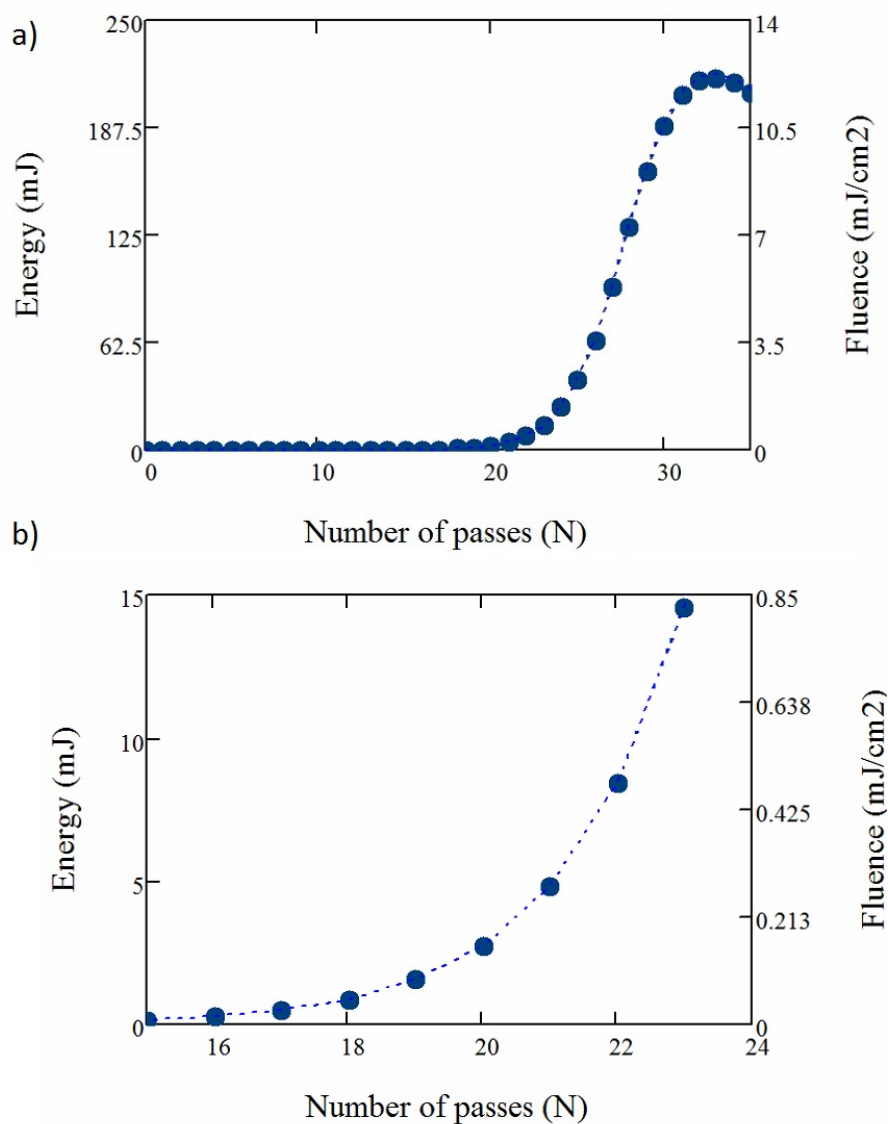 a)
250
187.5
125
62.5
0
Energy (mJ)
14
10.5
7
3.5
0
Fluence (mJ/cm2)
0 10 20 30
Number of passes (N)
b)
15
10
5
0
Energy (mJ)
0.85
0.638
0.425
0.213
0
Fluence (mJ/cm2)
16 18 20 22 24
Number of passes (N)